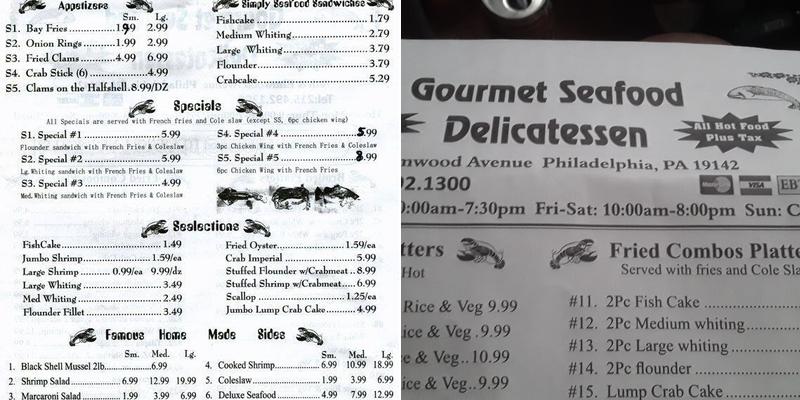 Appetizers
Sm. Lg.
S1. Bay Fries 1.99 2.99
S2. Onion Rings 1.99 2.99
S3. Fried Clams 4.99 6.99
S4. Crab Stick (6) 4.99
S5. Clams on the Halfshell. 8.99/DZ
Simply Seafood Sandwiches
Fishcake 1.79
Medium Whiting 2.79
Large Whiting 3.79
Flounder 3.79
Crabcake 5.29
Specials
All Specials are served with French fries and Cole slaw (except S5, 6pc chicken wing)
S1. Special #1 5.99
Flounder sandwich with French Fries & Coleslaw
S2. Special #2 5.99
Lg. Whiting sandwich with French Fries & Coleslaw
S3. Special #3 4.99
Med. Whiting sandwich with French Fries & Coleslaw
S4. Special #4 5.99
3pc Chicken Wing with French Fries & Coleslaw
S5. Special #5 8.99
6pc Chicken Wing with French Fries
Sealections
FishCake 1.49
Jumbo Shrimp 1.59/ea
Large Shrimp 0.99/ea 9.99/dz
Large Whiting 3.49
Med Whiting 2.49
Flounder Fillet 3.49
Fried Oyster 1.59/ea
Crab Imperial 5.99
Stuffed Flounder w/Crabmeat 8.99
Stuffed Shrimp w/Crabmeat 6.99
Scallop 1.25/ea
Jumbo Lump Crab Cake 4.99
Famous Home Made Sides
Sm. Med. Lg.
1. Black Shell Mussel 2lb 6.99
2. Shrimp Salad 6.99 12.99 19.99
3. Marcaroni Salad 1.99 3.99 6.99
Sm. Med. Lg.
4. Cooked Shrimp 6.99 10.99 18.99
5. Coleslaw 1.99 3.99 6.99
6. Deluxe Seafood 4.99 7.99 12.99
Gourmet Seafood
Delicatessen
All Hot Food
Plus Tax
nwood Avenue Philadelphia, PA 19142
92.1300
MasterCard VISA EB
0:00am-7:30pm Fri-Sat: 10:00am-8:00pm Sun: C
tters
Hot
Rice & Veg 9.99
ice & Veg . 9.99
e & Veg.. 10.99
ice & Veg.. 9.99
Fried Combos Platte
Served with fries and Cole Sla
#11. 2Pc Fish Cake
#12. 2Pc Medium whiting
#13. 2Pc Large whiting
#14. 2Pc flounder
#15. Lump Crab Cake